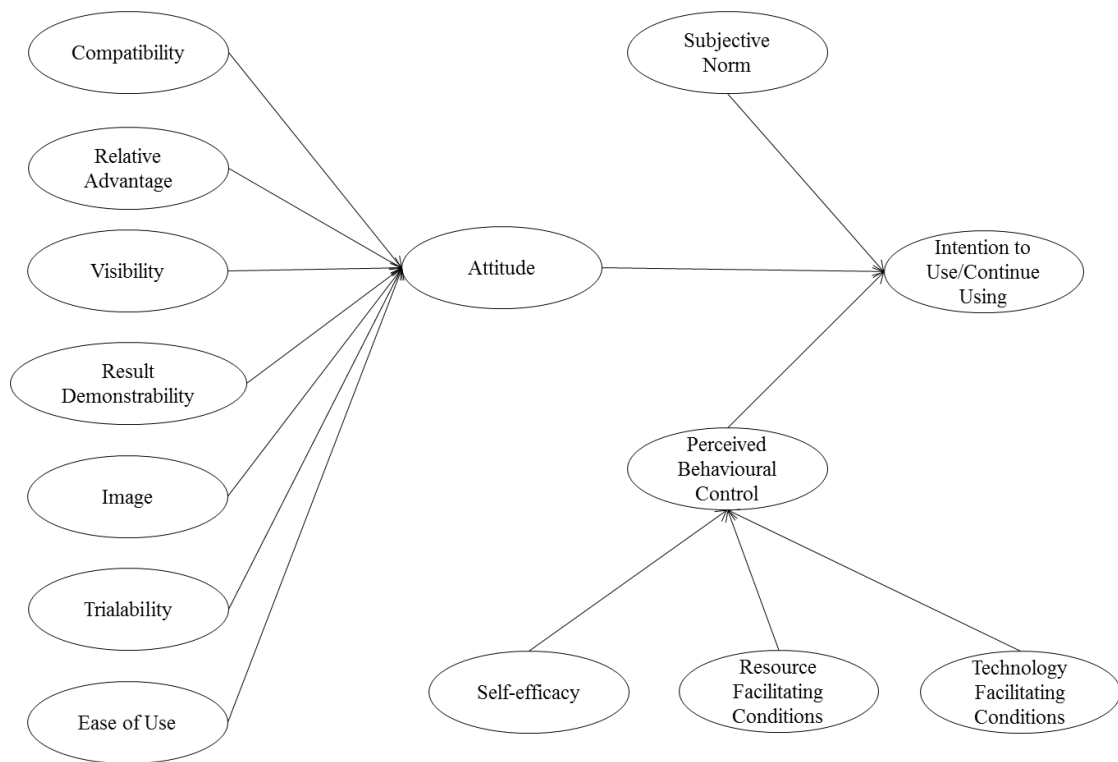 Compatibility
Subjective
Norm
Relative
Advantage
Visibility
Attitude
Intention to
Use/Continue
Using
Result
Demonstrability
Perceived
Behavioural
Control
Image
Trialability
Self-efficacy
Resource
Facilitating
Conditions
Technology
Facilitating
Conditions
Ease of Use